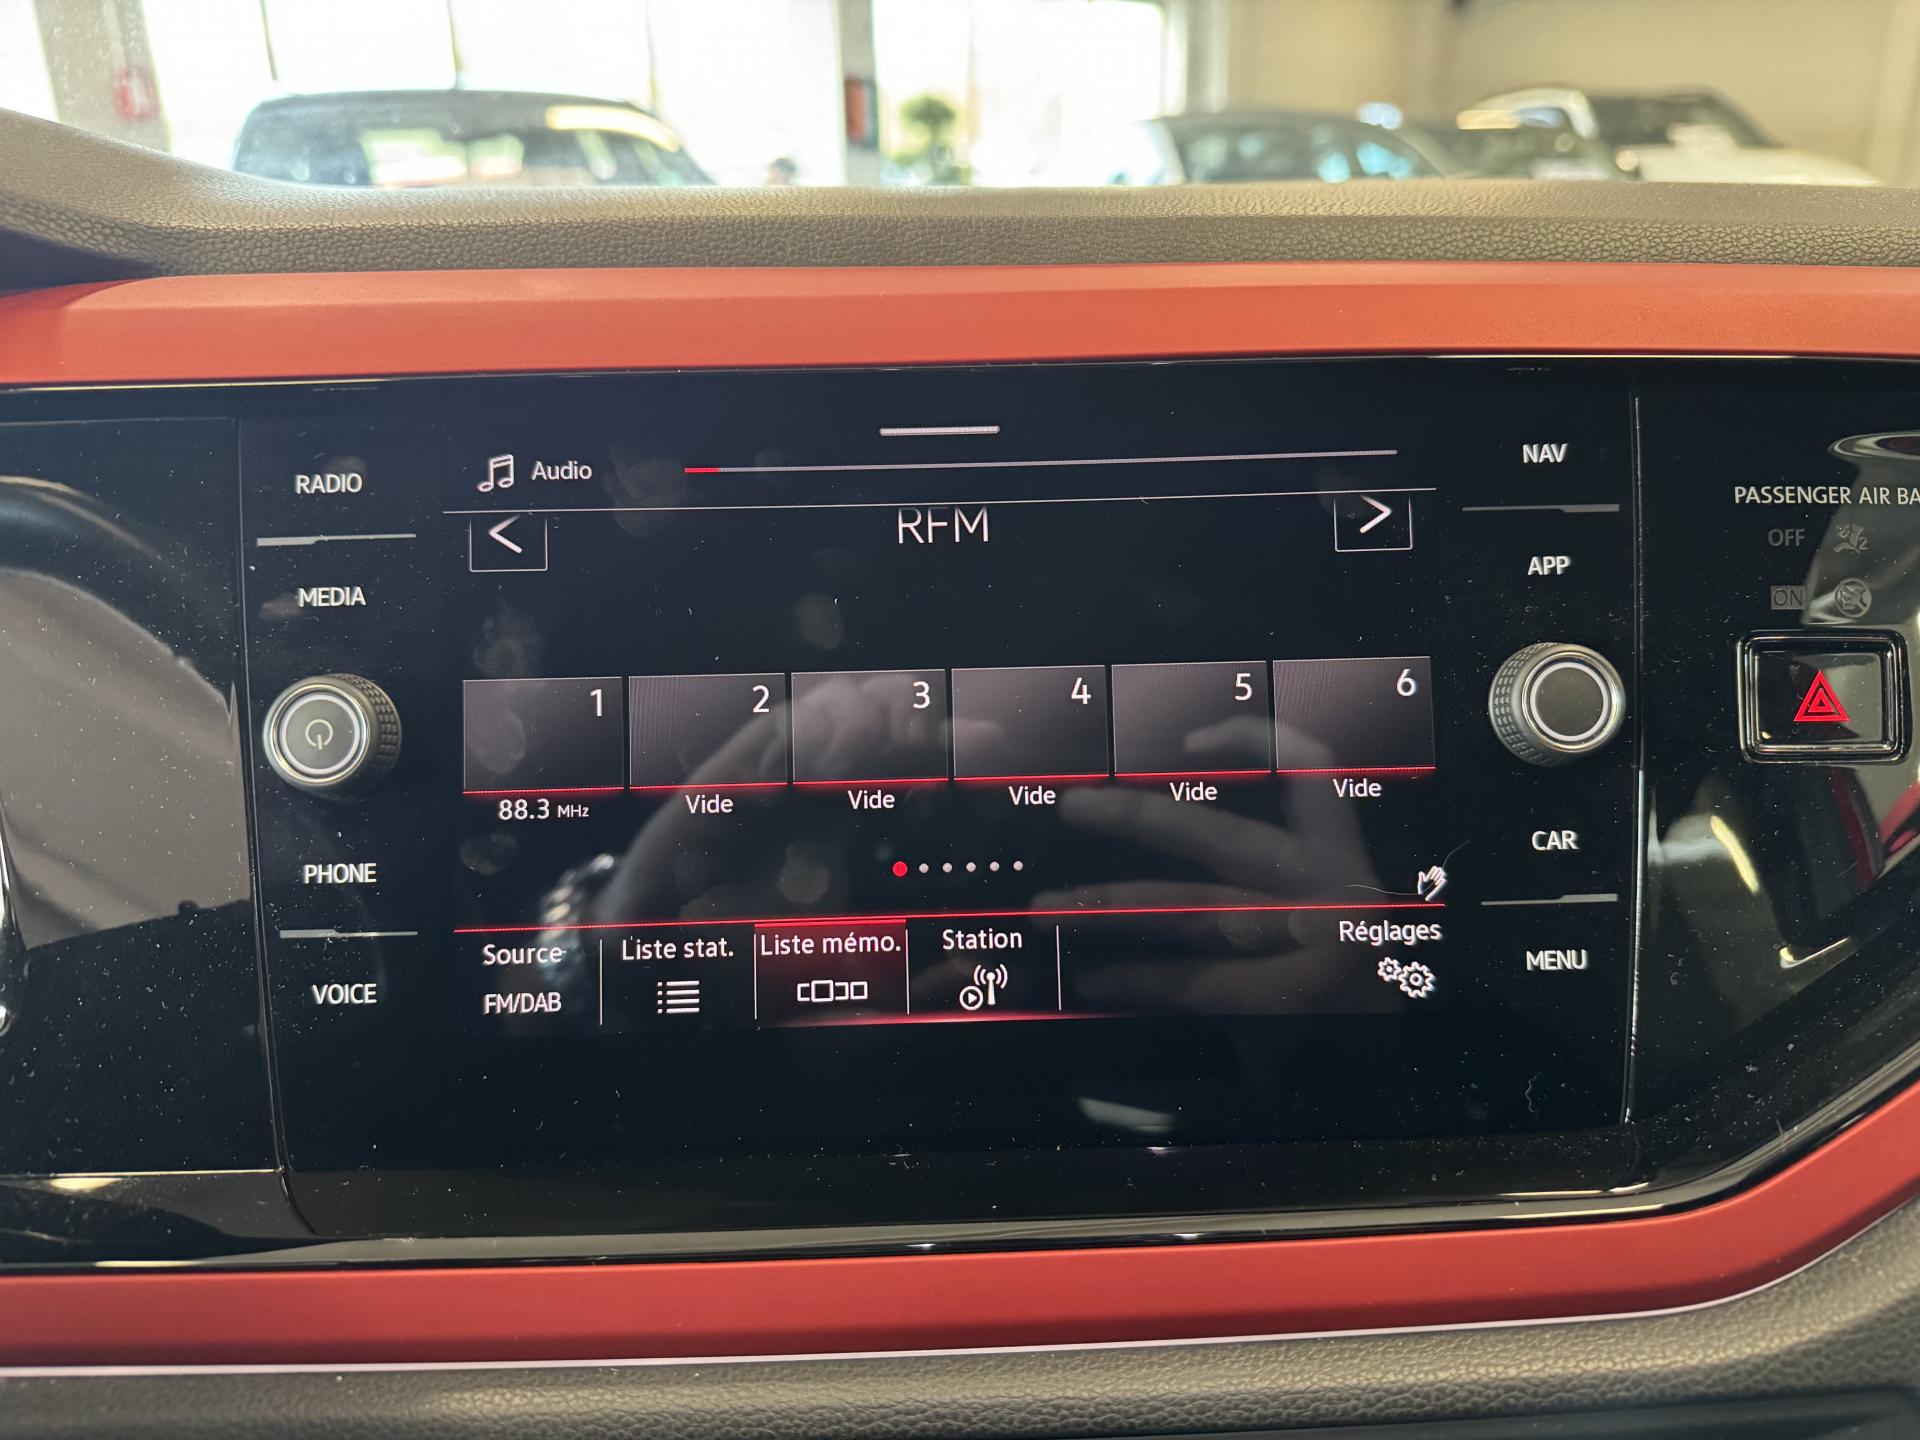 RADIO
MEDIA
PHONE
VOICE
Audio
<
RFM
>
1
2
3
4
5
6
88.3 MHz
Vide
Vide
Vide
Vide
Vide
Source
FM/DAB
Liste stat.
Liste mémo.
Station
Réglages
NAV
APP
CAR
MENU
PASSENGER AIR BA
OFF
ON